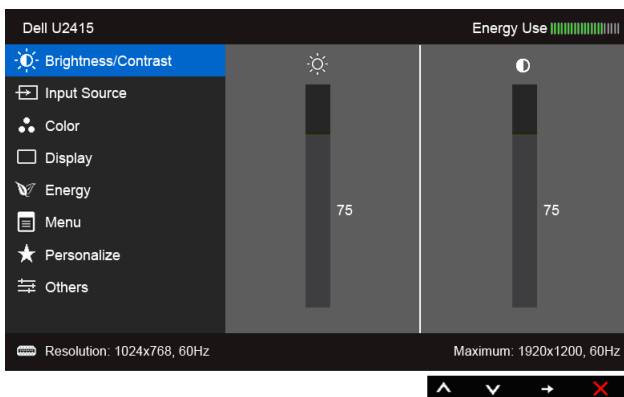 Dell U2415
Energy Use
Brightness/Contrast
Input Source
Color
Display
Energy
Menu
Personalize
Others
75
75
Resolution: 1024x768, 60Hz
Maximum: 1920x1200, 60Hz